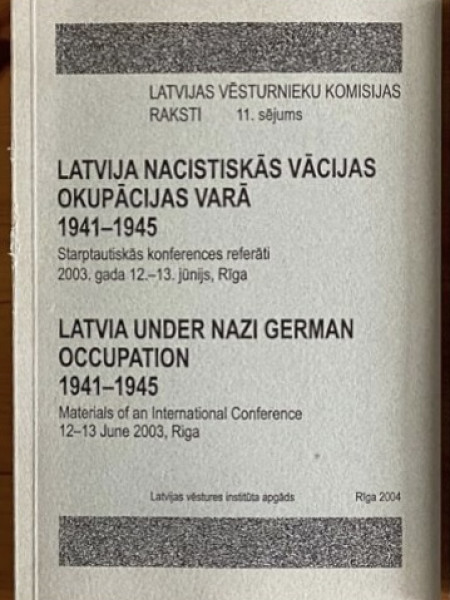 LATVIJAS VĒSTURNIEKU KOMISIJAS
RAKSTI 11. sējums
LATVIJA NACISTISKĀS VĀCIJAS
OKUPĀCIJAS VARĀ
1941–1945
Starptautiskās konferences referāti
2003. gada 12.–13. jūnijs, Rīga
LATVIA UNDER NAZI GERMAN
OCCUPATION
1941–1945
Materials of an International Conference
12–13 June 2003, Riga
Latvijas vēstures institūta apgāds Rīga 2004